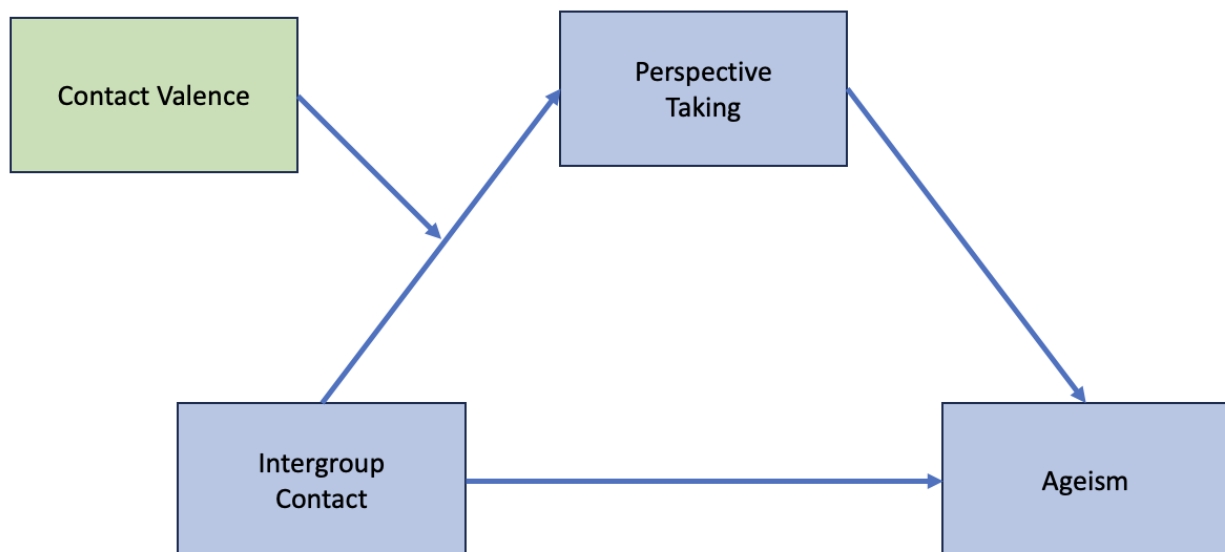 Contact Valence
Perspective
Taking
Intergroup
Contact
Ageism